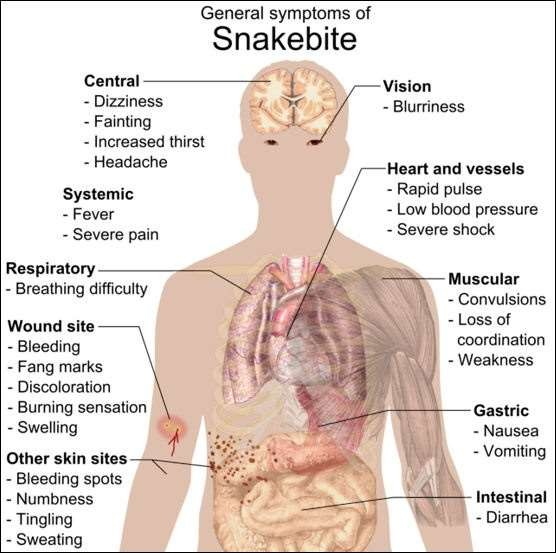 General symptoms of
Snakebite
Central
- Dizziness
- Fainting
- Increased thirst
- Headache
Vision
- Blurriness
Systemic
- Fever
- Severe pain
Heart and vessels
- Rapid pulse
- Low blood pressure
- Severe shock
Respiratory
- Breathing difficulty
Muscular
- Convulsions
- Loss of
coordination
- Weakness
Wound site
- Bleeding
- Fang marks
- Discoloration
- Burning sensation
- Swelling
Gastric
- Nausea
- Vomiting
Other skin sites
- Bleeding spots
- Numbness
- Tingling
- Sweating
Intestinal
- Diarrhea